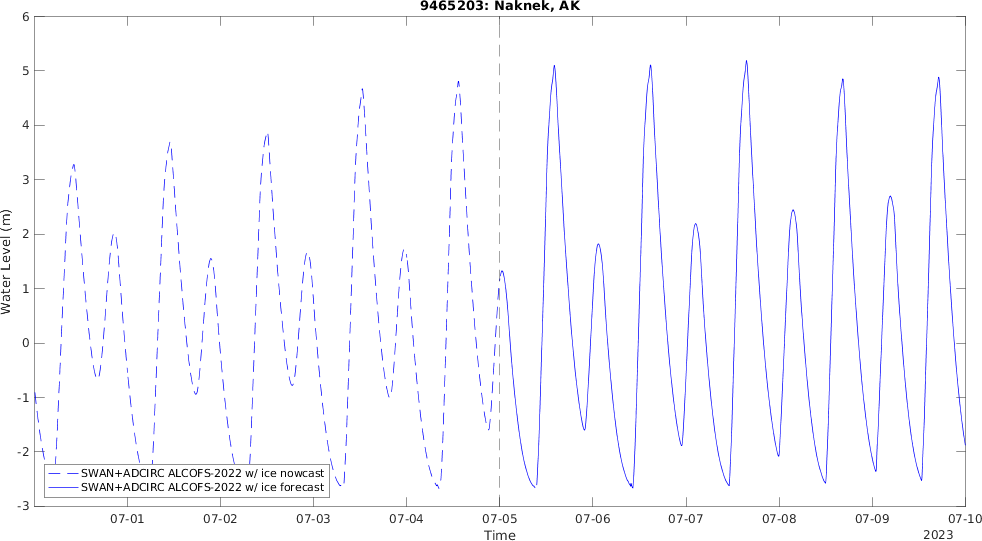 9465203: Naknek, AK
6
5
4
3
2
1
0
-1
-2
-3
Water Level (m)
SWAN+ADCIRC ALCOFS-2022 w/ ice nowcast
SWAN+ADCIRC ALCOFS-2022 w/ ice forecast
07-01 07-02 07-03 07-04 07-05 07-06 07-07 07-08 07-09 07-10
Time
2023